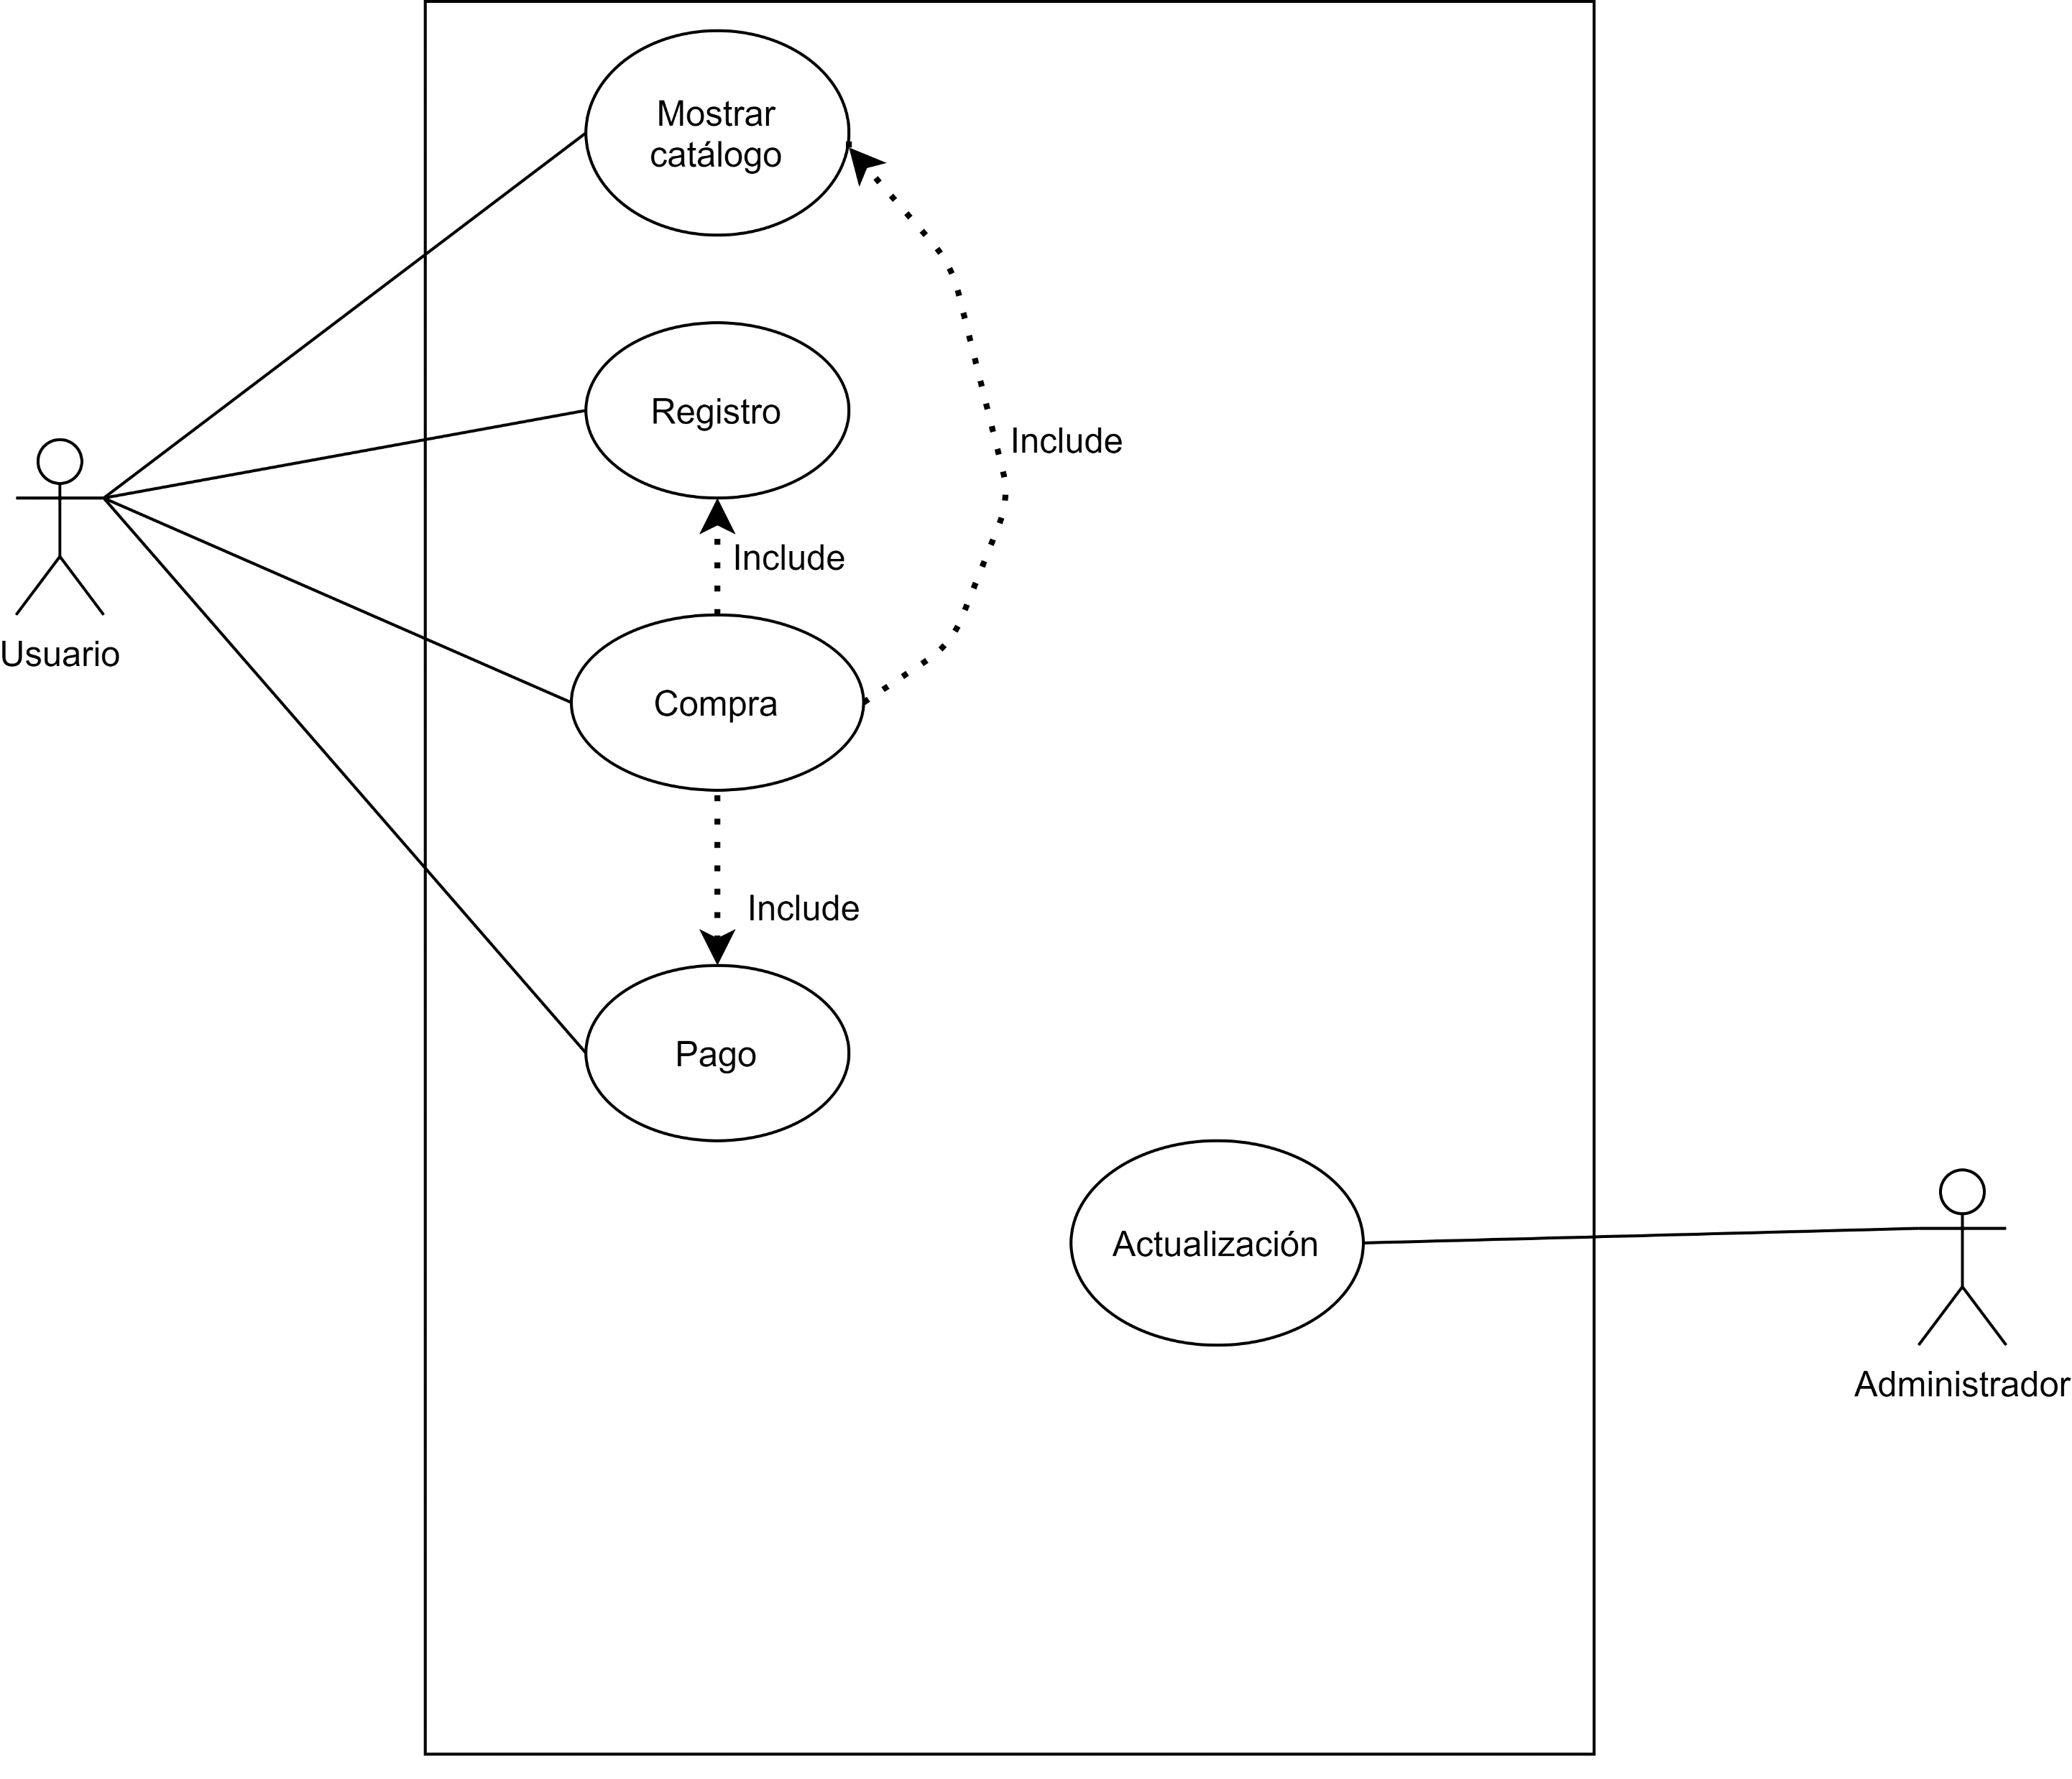 Mostrar
catálogo
Registro
Include
Include
Usuario
Compra
Include
Pago
Actualización
Administrador